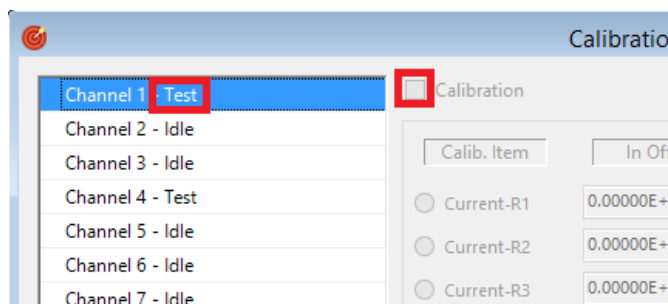 Calibratio
Channel 1 - Test
Channel 2 - Idle
Channel 3 - Idle
Channel 4 - Test
Channel 5 - Idle
Channel 6 - Idle
Channel 7 - Idle
Calibration
Calib. Item
In Off
Current-R1
0.00000E+
Current-R2
0.00000E+
Current-R3
0.00000E+